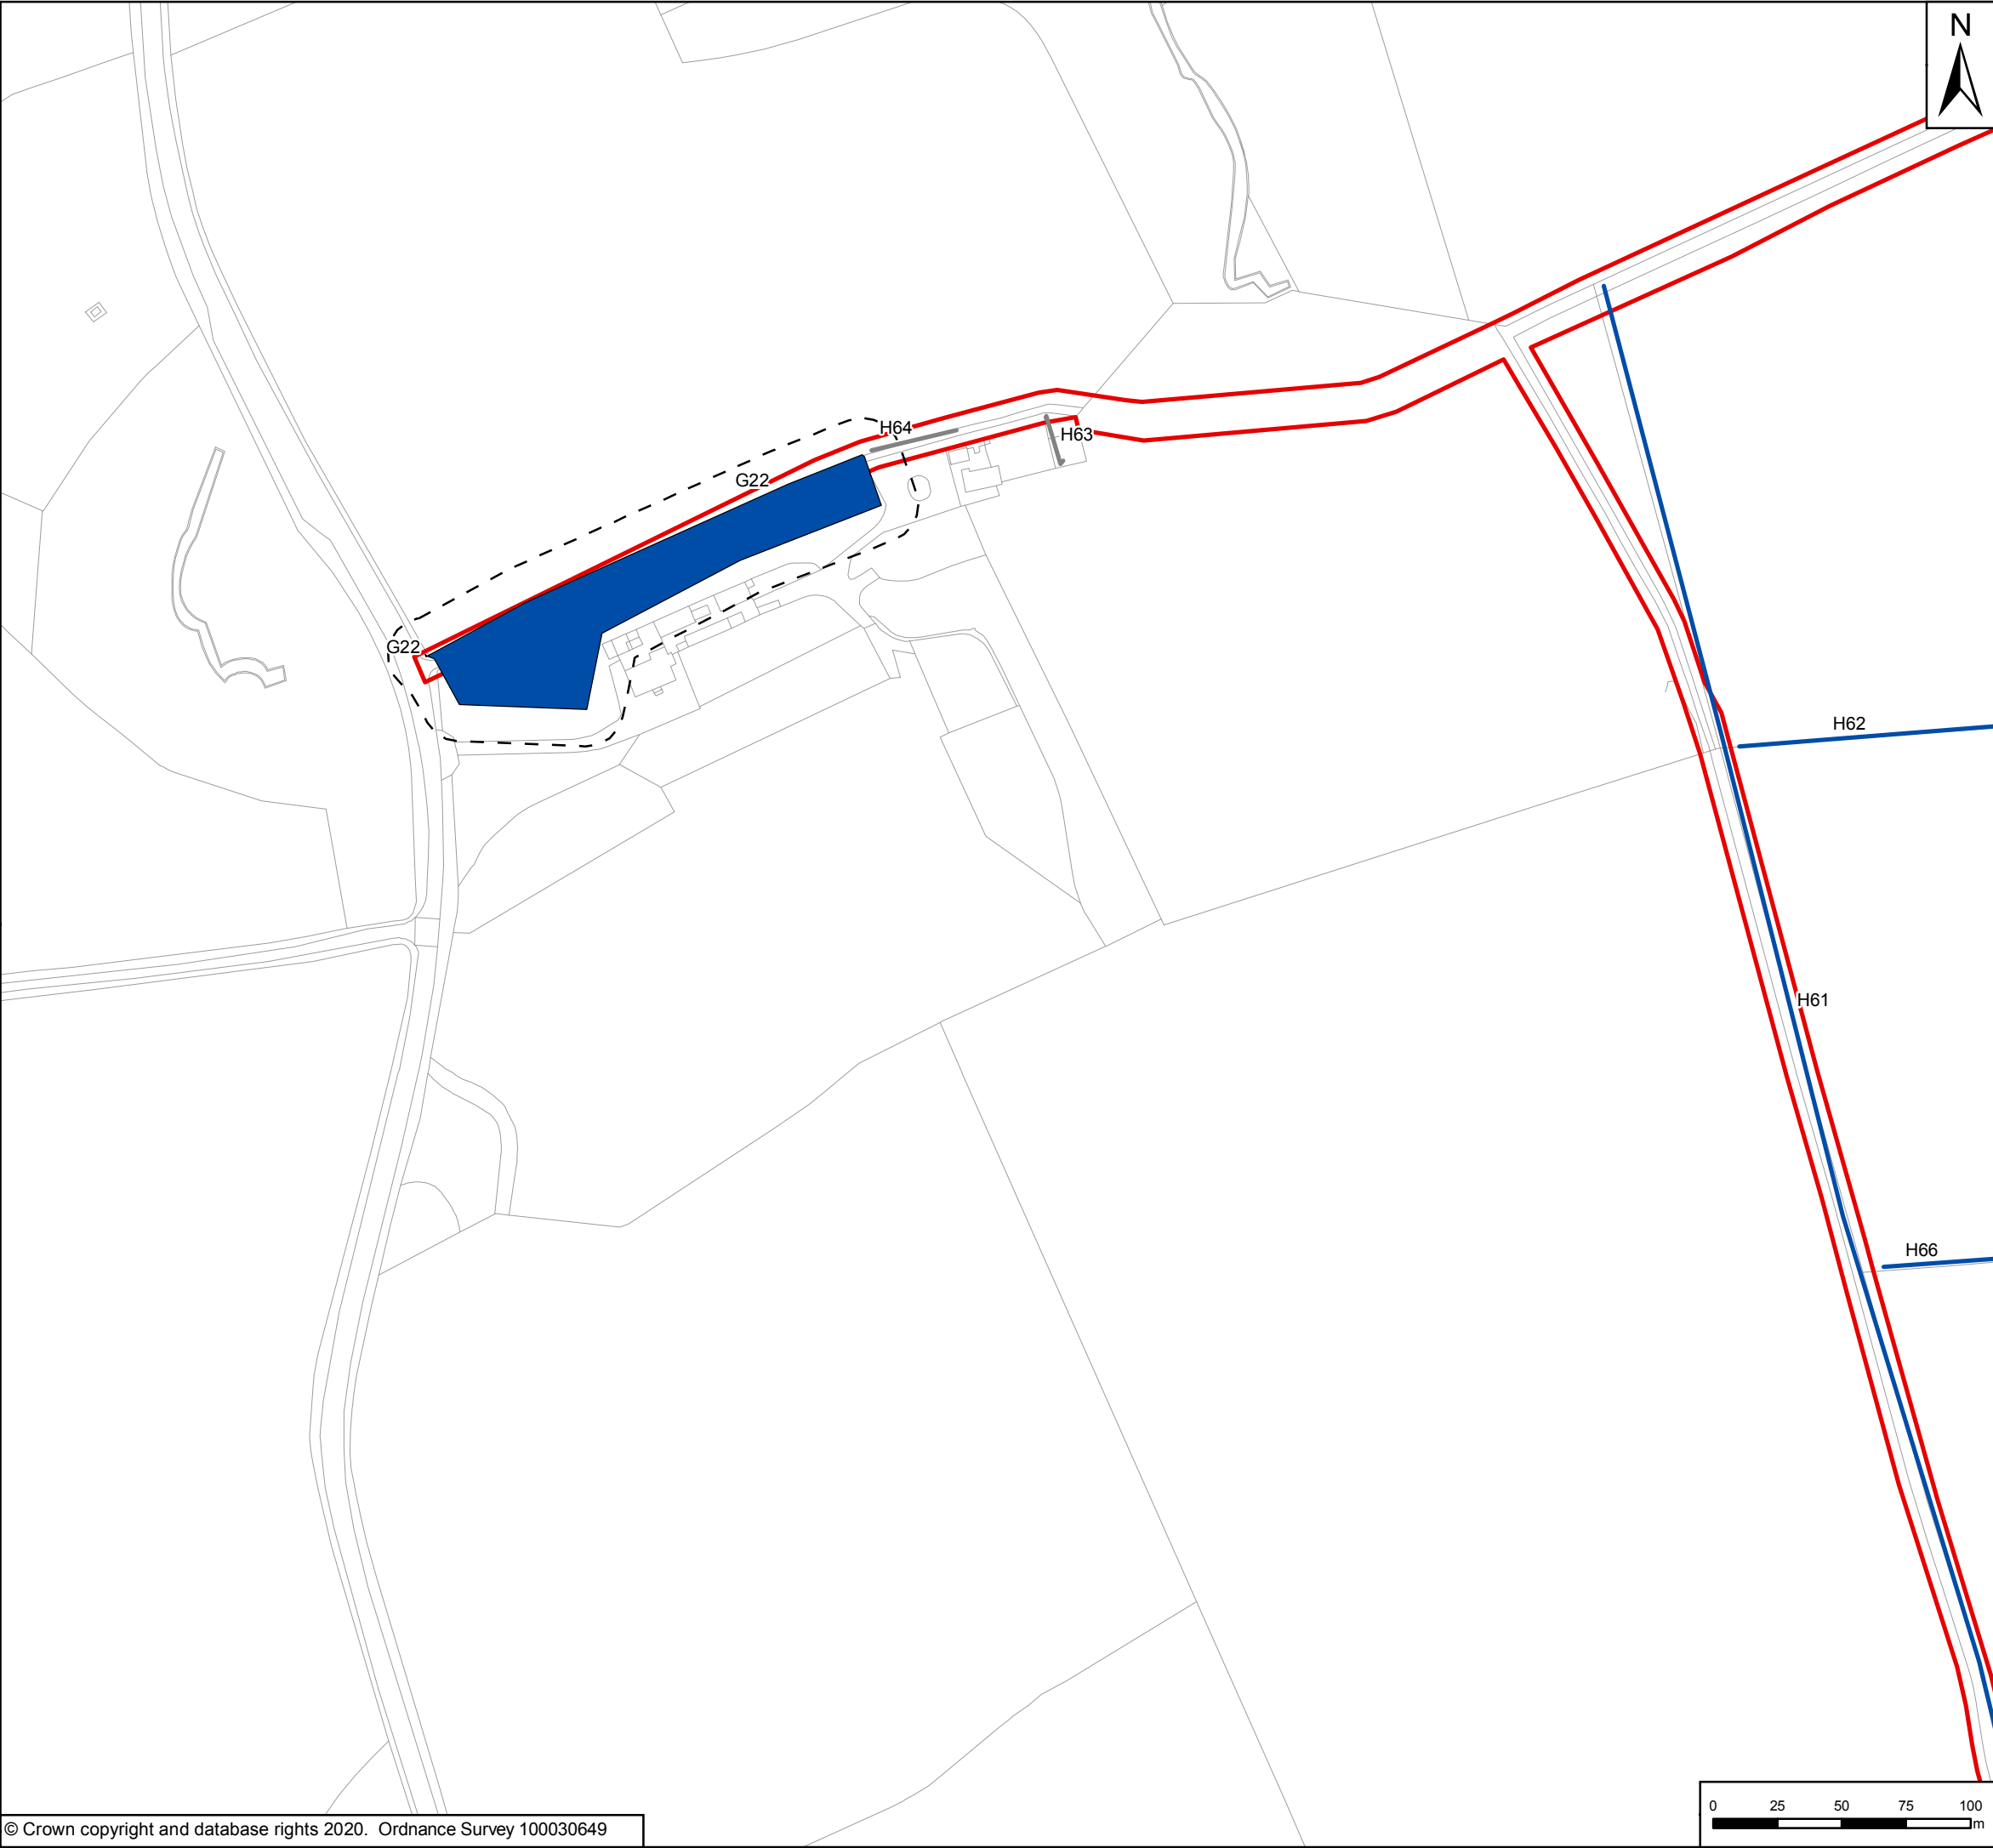 N
H64
H63
G22
G22
H62
H61
H66
0 25 50 75 100
m
© Crown copyright and database rights 2020. Ordnance Survey 100030649